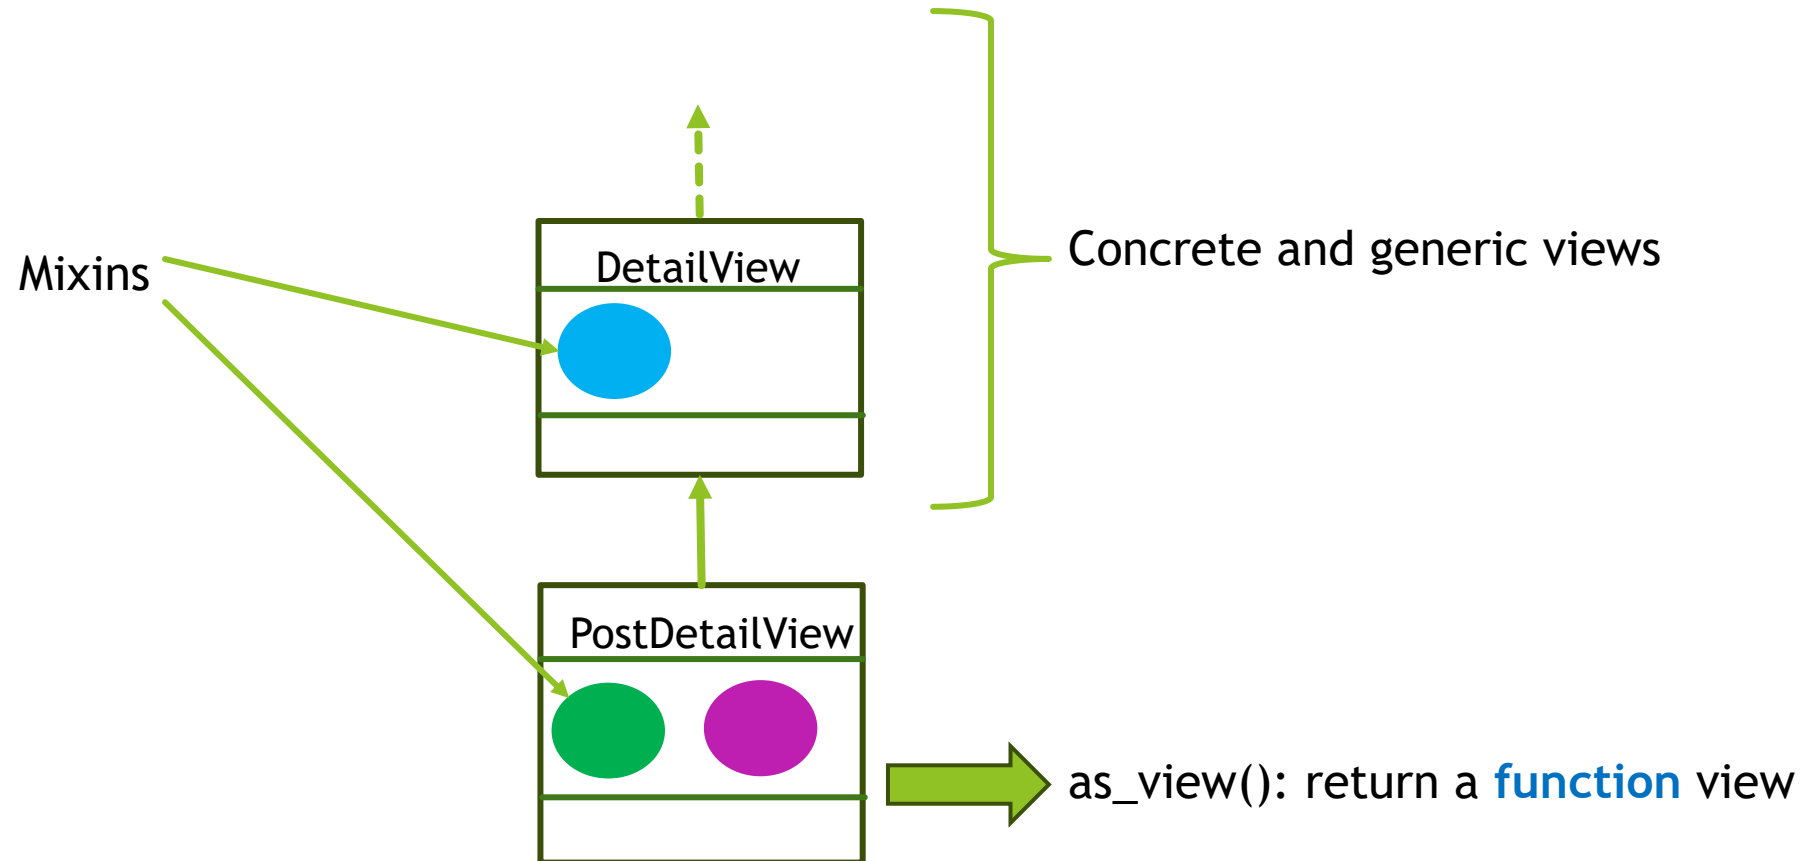 Mixins
DetailView
Concrete and generic views
PostDetailView
as_view(): return a function view